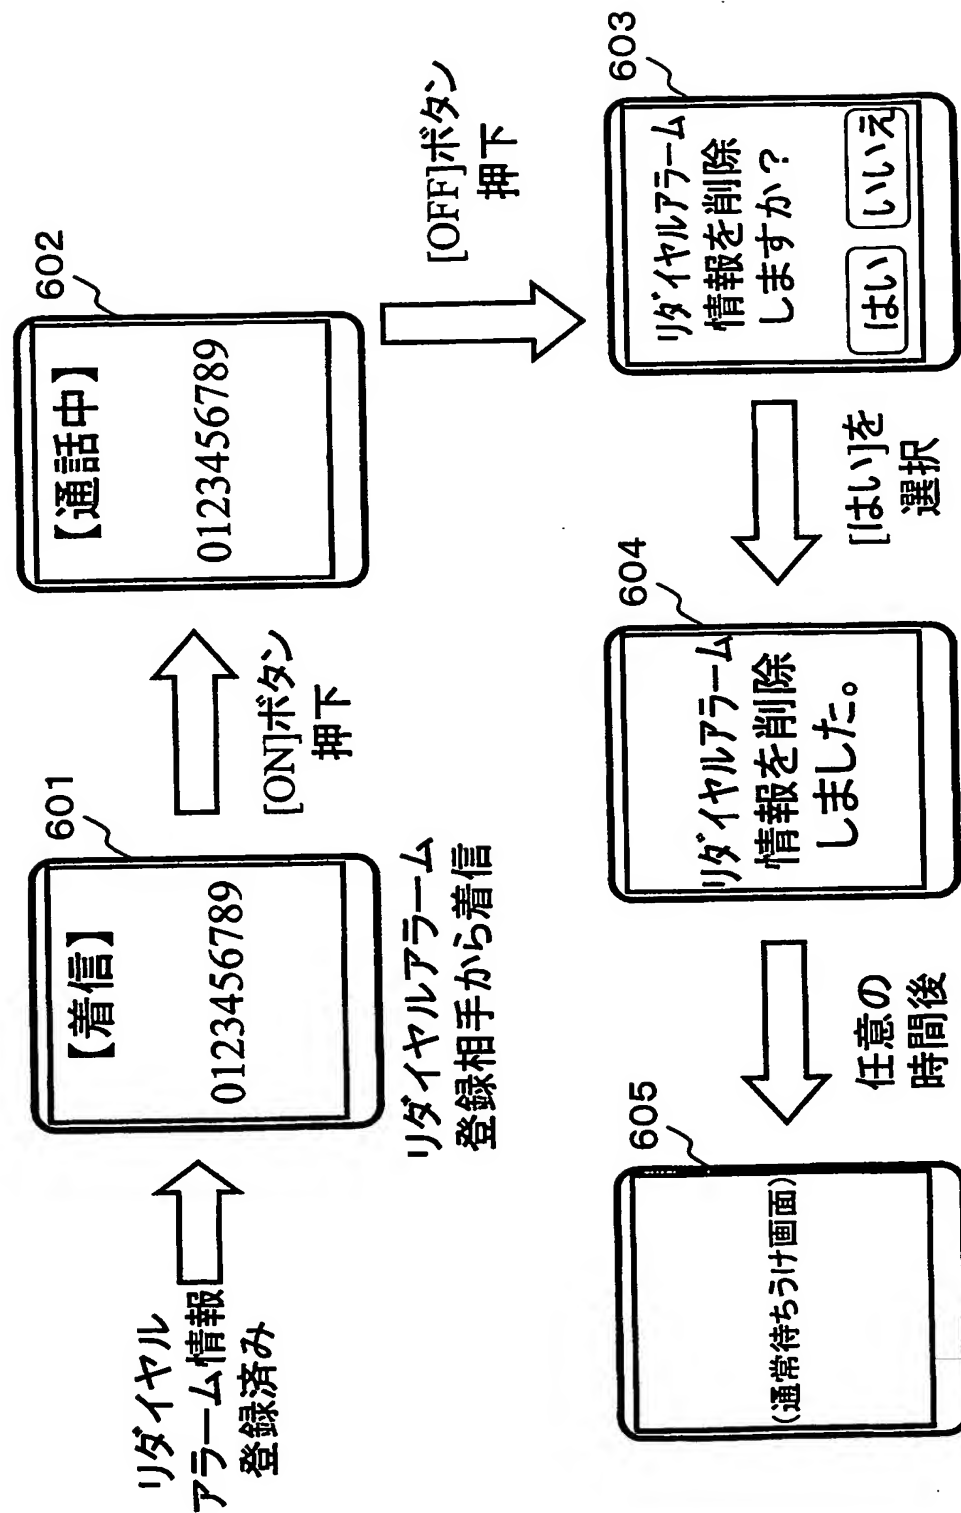 リダイヤル
アラーム情報
登録済み
601
【着信】
0123456789
リダイヤルアラーム
登録相手から着信
[ON]ボタン
押下
602
【通話中】
0123456789
[OFF]ボタン
押下
603
リダイヤルアラーム
情報を削除
しますか？
はい
いいえ
[はい]を
選択
604
リダイヤルアラーム
情報を削除
しました。
任意の
時間後
605
(通常待ちうけ画面)